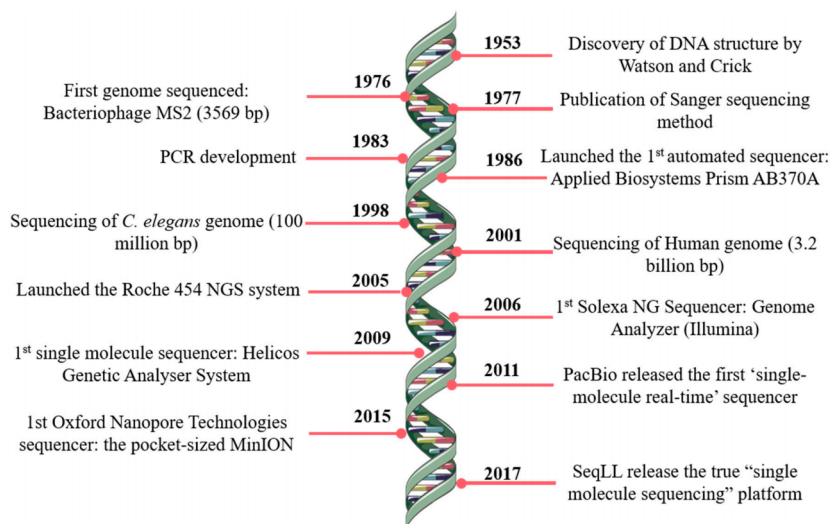 1953
Discovery of DNA structure by
Watson and Crick
1976
First genome sequenced:
Bacteriophage MS2 (3569 bp)
1977
Publication of Sanger sequencing
method
1983
PCR development
1986
Launched the 1st automated sequencer:
Applied Biosystems Prism AB370A
1998
Sequencing of C. elegans genome (100
million bp)
2001
Sequencing of Human genome (3.2
billion bp)
2005
Launched the Roche 454 NGS system
2006
1st Solexa NG Sequencer: Genome
Analyzer (Illumina)
2009
1st single molecule sequencer: Helicos
Genetic Analyser System
2011
PacBio released the first ‘single-
molecule real-time’ sequencer
2015
1st Oxford Nanopore Technologies
sequencer: the pocket-sized MinION
2017
SeqLL release the true “single
molecule sequencing” platform